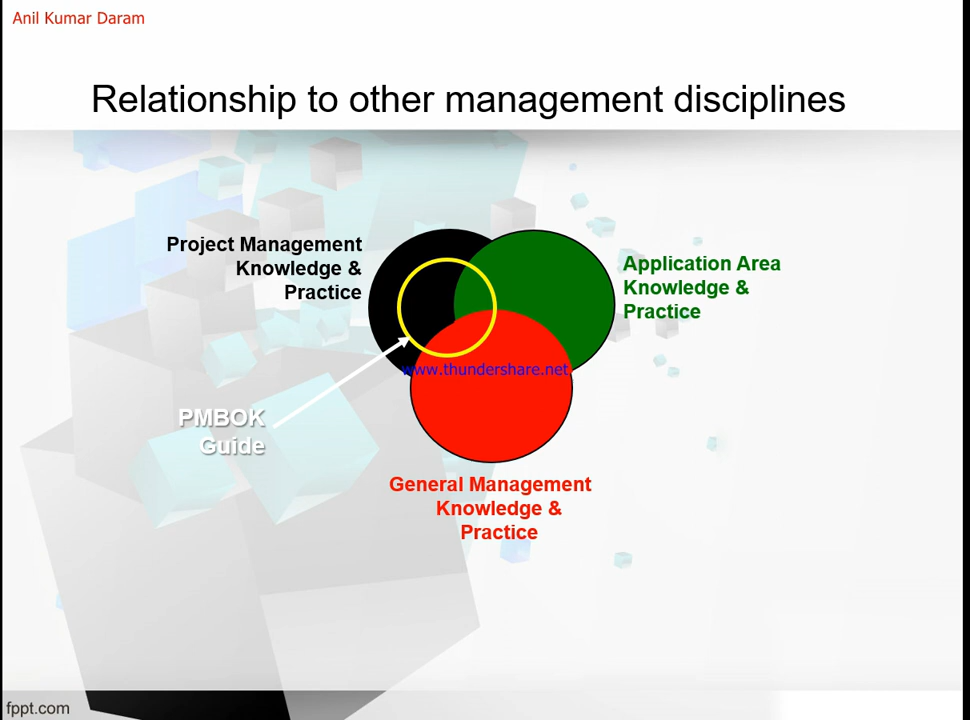 Anil Kumar Daram
Relationship to other management disciplines
Project Management
Knowledge &
Practice
Application Area
Knowledge &
Practice
www.thundershare.net
PMBOK
Guide
General Management
Knowledge &
Practice
fppt.com